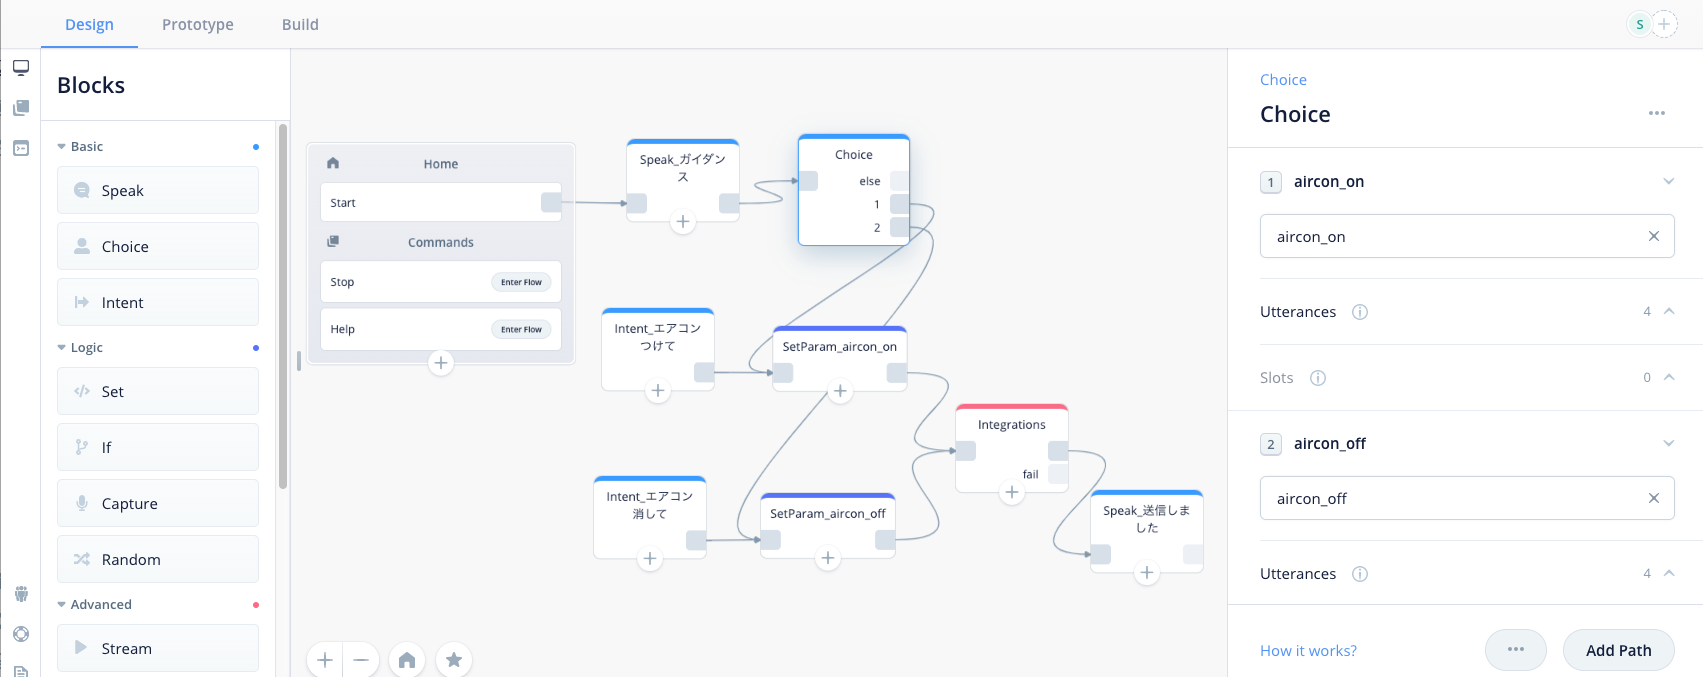 Design
Prototype
Build
S
Blocks
Basic
Speak
Choice
Intent
Logic
Set
If
Capture
Random
Advanced
Stream
Home
Start
Commands
Stop
Enter Flow
Help
Enter Flow
Speak_ガイダン
ス
Choice
else
1
2
Intent_エアコン
つけて
SetParam_aircon_on
Intent_エアコン
消して
SetParam_aircon_off
Integrations
fail
Speak_送信しま
した
Choice
Choice
1 aircon_on
aircon_on
Utterances 4
Slots 0
2 aircon_off
aircon_off
Utterances 4
How it works?
Add Path